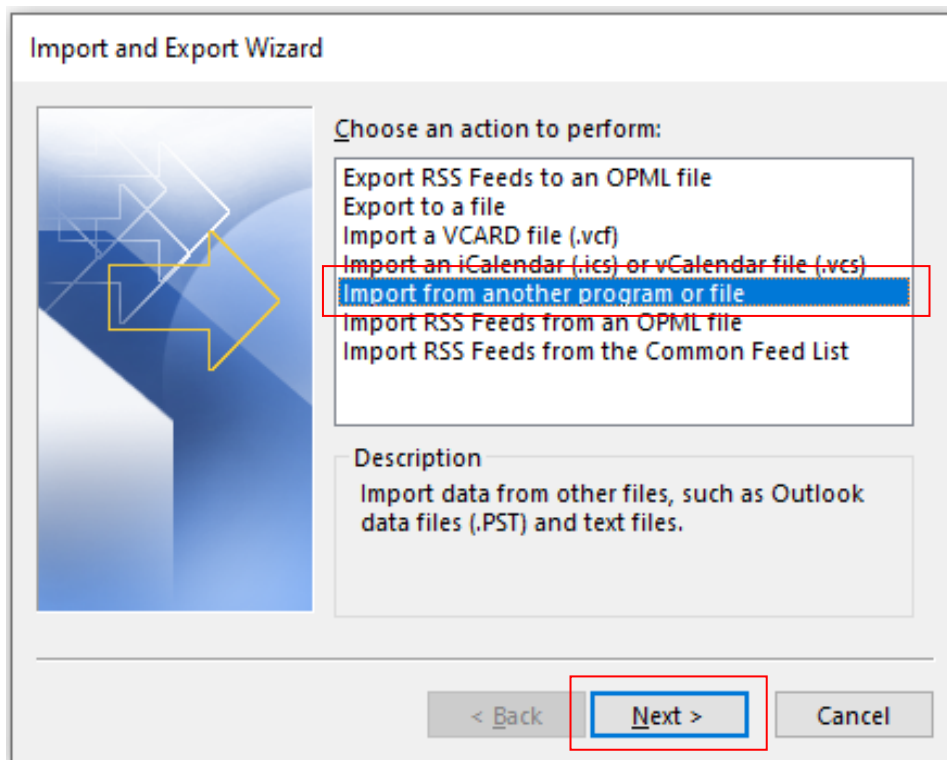 Import and Export Wizard
Choose an action to perform:
Export RSS Feeds to an OPML file
Export to a file
Import a VCARD file (.vcf)
Import an iCalendar (.ics) or vCalendar file (.vcs)
Import from another program or file
Import RSS Feeds from an OPML file
Import RSS Feeds from the Common Feed List
Description
Import data from other files, such as Outlook
data files (.PST) and text files.
< Back Next > Cancel